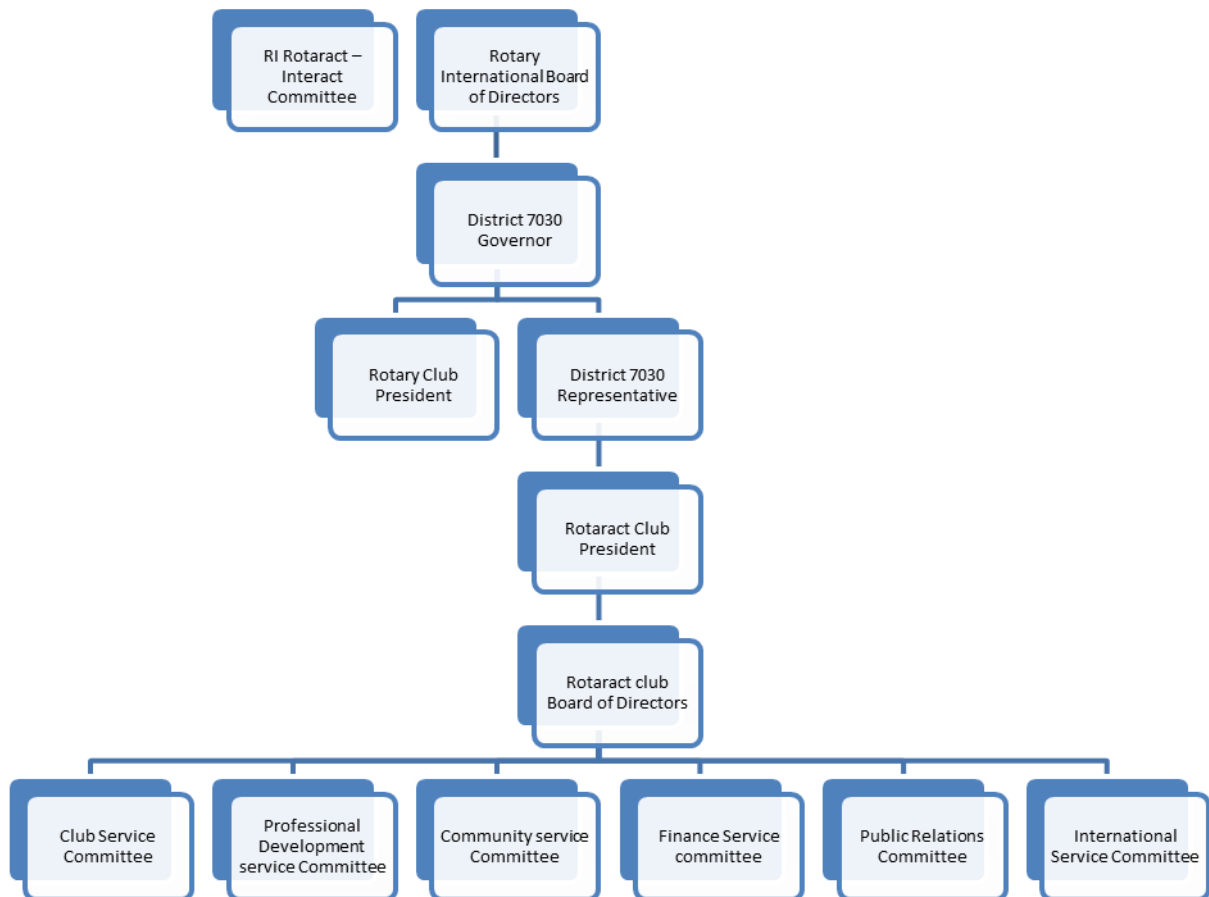 RI Rotaract –
Interact
Committee
Rotary
International Board
of Directors
District 7030
Governor
Rotary Club
President
District 7030
Representative
Rotaract Club
President
Rotaract club
Board of Directors
Club Service
Committee
Professional
Development
service Committee
Community service
Committee
Finance Service
committee
Public Relations
Committee
International
Service Committee